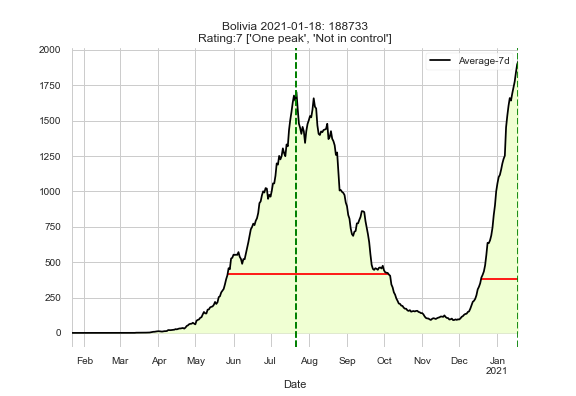 Bolivia 2021-01-18: 188733
Rating:7 ['One peak', 'Not in control']
Average-7d
2000
1750
1500
1250
1000
750
500
250
0
Feb Mar Apr May Jun Jul Aug Sep Oct Nov Dec Jan
2021
Date